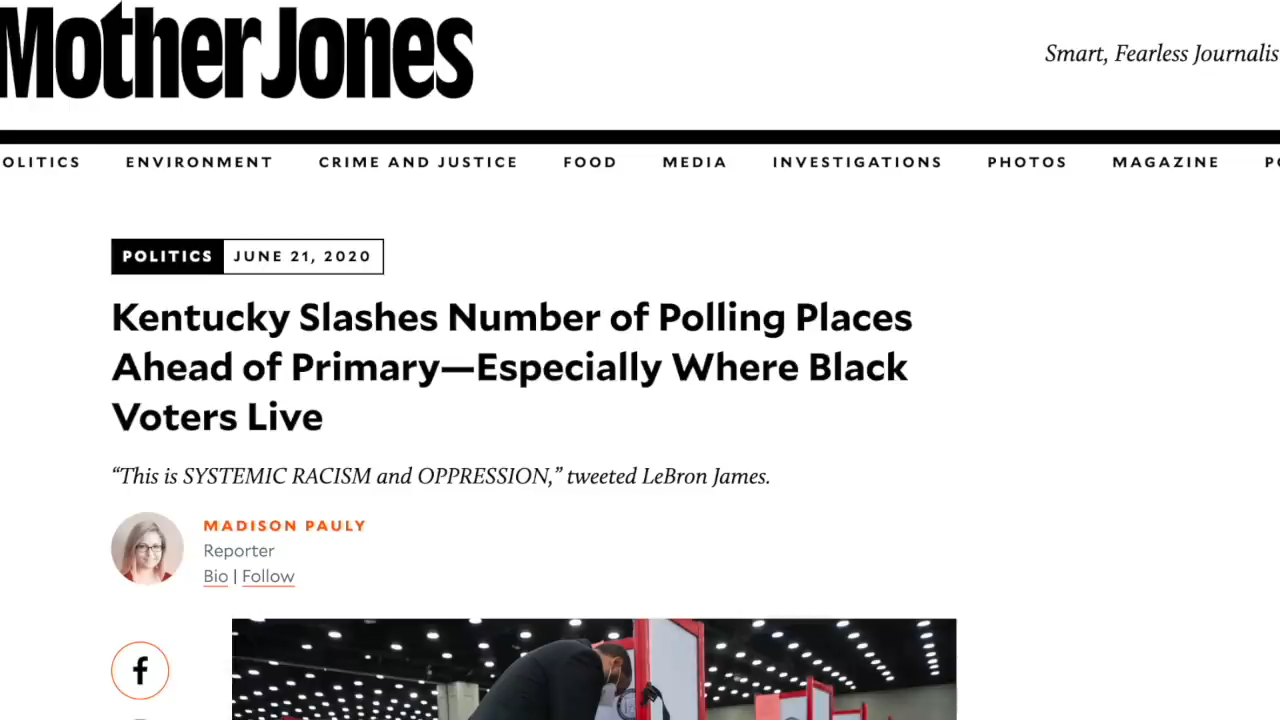 Mother Jones
Smart, Fearless Journalis
OLITICS ENVIRONMENT CRIME AND JUSTICE FOOD MEDIA INVESTIGATIONS PHOTOS MAGAZINE
POLITICS JUNE 21, 2020
Kentucky Slashes Number of Polling Places
Ahead of Primary—Especially Where Black
Voters Live
“This is SYSTEMIC RACISM and OPPRESSION,” tweeted LeBron James.
MADISON PAULY
Reporter
Bio | Follow